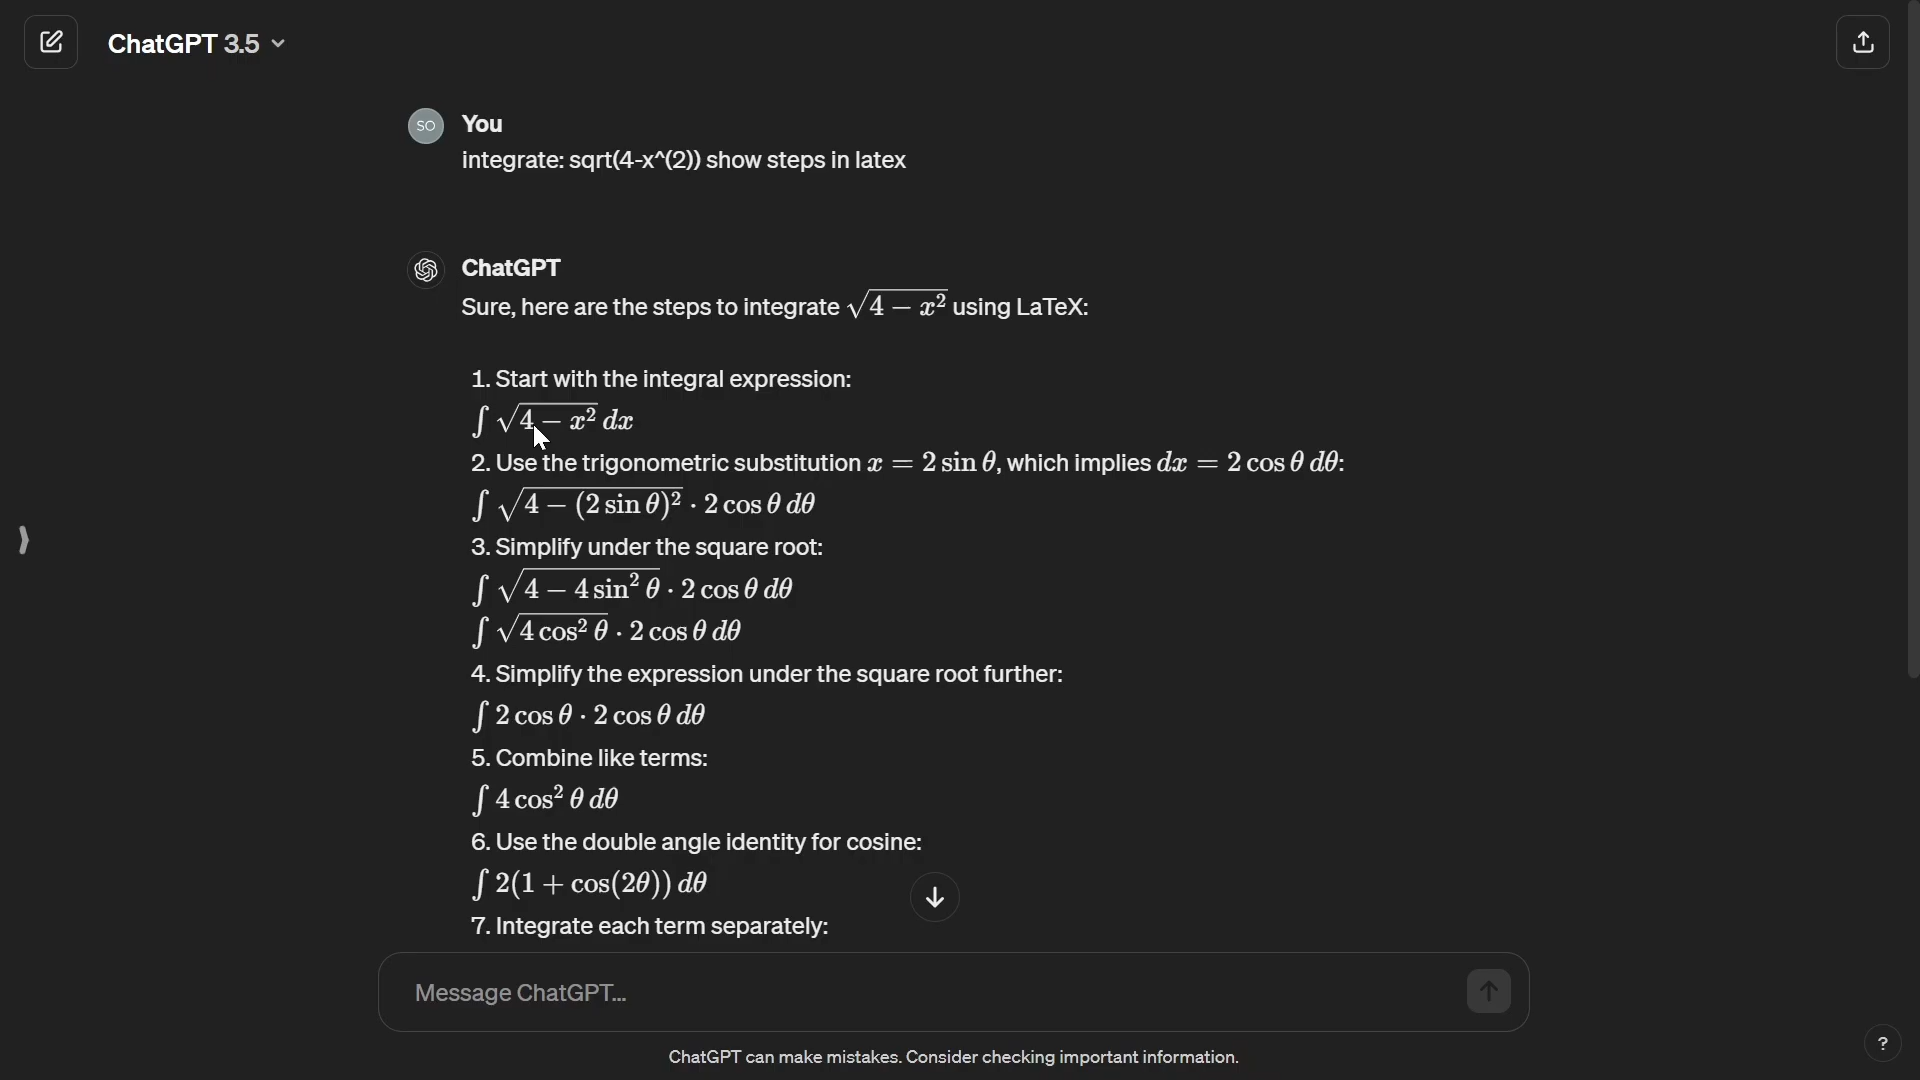 ChatGPT 3.5
SO
You
integrate: sqrt(4-x^(2)) show steps in latex
ChatGPT
Sure, here are the steps to integrate √(4 − x²) using LaTeX:
1. Start with the integral expression:
∫ √(4 − x²) dx
2. Use the trigonometric substitution x = 2 sin θ, which implies dx = 2 cos θ dθ:
∫ √(4 − (2 sin θ)²) · 2 cos θ dθ
3. Simplify under the square root:
∫ √(4 − 4 sin² θ) · 2 cos θ dθ
∫ √(4 cos² θ) · 2 cos θ dθ
4. Simplify the expression under the square root further:
∫ 2 cos θ · 2 cos θ dθ
5. Combine like terms:
∫ 4 cos² θ dθ
6. Use the double angle identity for cosine:
∫ 2(1 + cos(2θ)) dθ
7. Integrate each term separately:
Message ChatGPT...
ChatGPT can make mistakes. Consider checking important information.
?